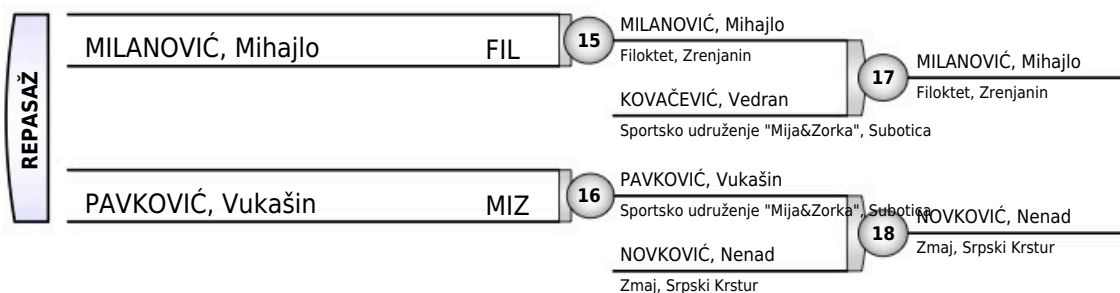 REPASAŽ
MILANOVIĆ, Mihajlo FIL
15
MILANOVIĆ, Mihajlo
Filoktet, Zrenjanin
KOVAČEVIĆ, Vedran
Sportsko udruženje "Mija&Zorka", Subotica
17
MILANOVIĆ, Mihajlo
Filoktet, Zrenjanin
PAVKOVIĆ, Vukašin MIZ
16
PAVKOVIĆ, Vukašin
Sportsko udruženje "Mija&Zorka", Subotica
NOVKOVIĆ, Nenad
Zmaj, Srpski Krstur
18
NOVKOVIĆ, Nenad
Zmaj, Srpski Krstur